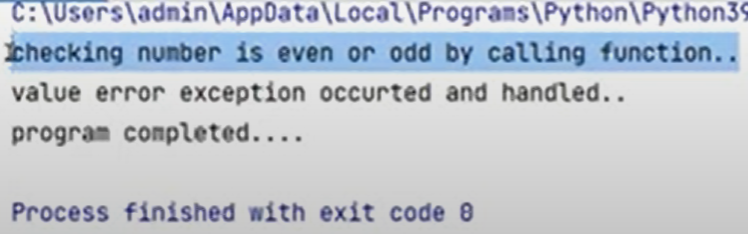 C:\Users\admin\AppData\Local\Programs\Python\Python39
checking number is even or odd by calling function..
value error exception occurted and handled..
program completed....
Process finished with exit code 0